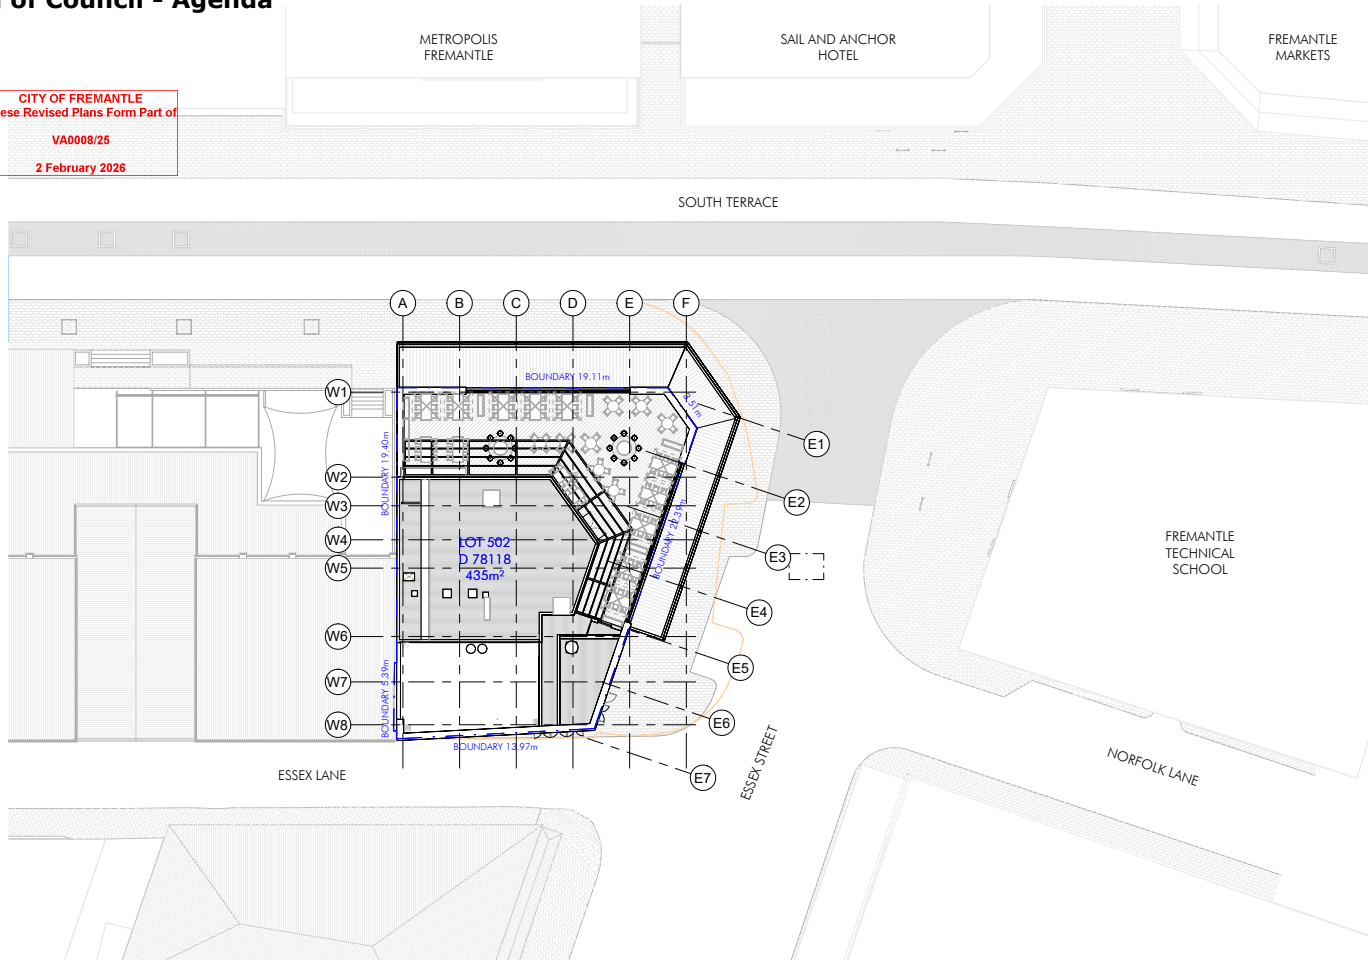 of Council - Agenda
METROPOLIS
FREMANTLE
SAIL AND ANCHOR
HOTEL
FREMANTLE
MARKETS
CITY OF FREMANTLE
ese Revised Plans Form Part of
VA0008/25
2 February 2026
SOUTH TERRACE
A
B
C
D
E
F
BOUNDARY 19.11m
W1
E1
BOUNDARY 19.40m
W2
E2
W3
BOUNDARY 22.39m
W4
LOT 502
D 78118
435m²
E3
W5
FREMANTLE
TECHNICAL
SCHOOL
E4
W6
E5
BOUNDARY 5.39m
W7
E6
W8
BOUNDARY 13.97m
E7
ESSEX LANE
ESSEX STREET
NORFOLK LANE